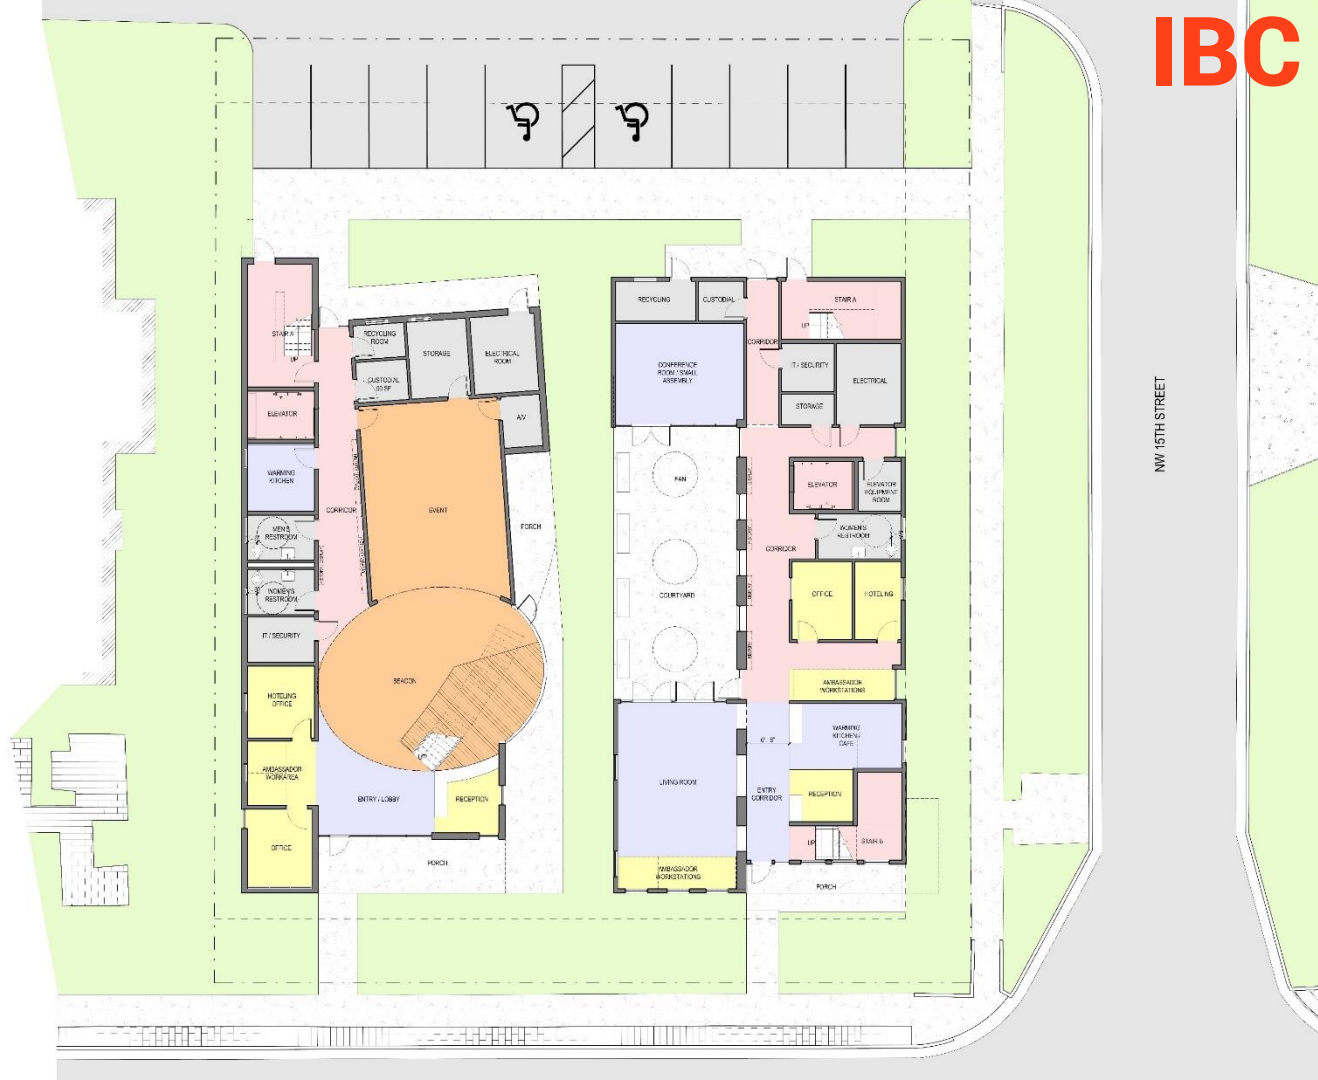 IBC
NW 15TH STREET
STAIR A
UP
ELEVATOR
WARMING
KITCHEN
MEN'S
RESTROOM
WOMEN'S
RESTROOM
IT / SECURITY
HOTELING
OFFICE
AMBASSADOR
WORKAREA
OFFICE
CORRIDOR
RECYCLING
ROOM
CUSTODIAL
STORAGE
ELECTRICAL
ROOM
A/V
EVENT
PORCH
BEACON
UP
ENTRY / LOBBY
RECEPTION
PORCH
RECYCLING
CUSTODIAL
STAIR A
UP
CORRIDOR
CONFERENCE
ROOM / SMALL
ASSEMBLY
IT / SECURITY
ELECTRICAL
STORAGE
ELEVATOR
ELEVATOR
EQUIPMENT
ROOM
WOMEN'S
RESTROOM
CORRIDOR
COURTYARD
OFFICE
HOTELING
AMBASSADOR
WORKSTATIONS
WARMING
KITCHEN
CAFE
LIVING ROOM
ENTRY
CORRIDOR
RECEPTION
UP
STAIR B
AMBASSADOR
WORKSTATIONS
PORCH